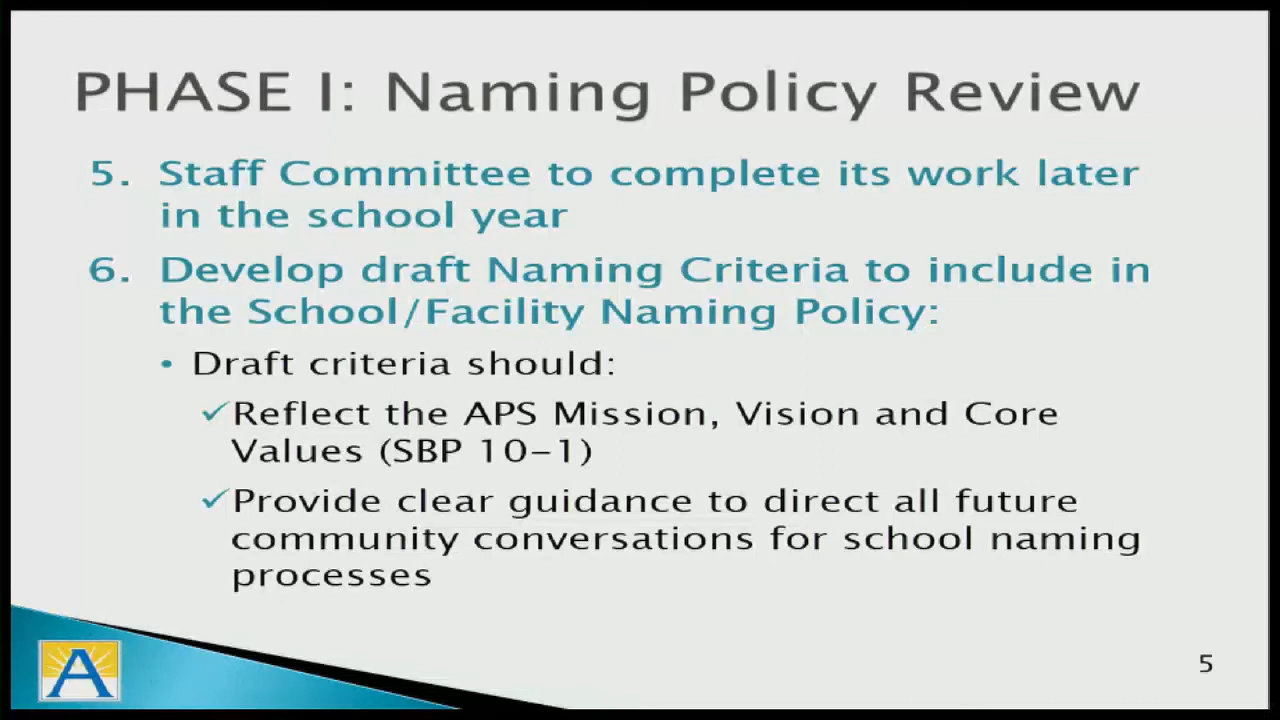 PHASE I: Naming Policy Review
5. Staff Committee to complete its work later
in the school year
6. Develop draft Naming Criteria to include in
the School/Facility Naming Policy:
• Draft criteria should:
✓Reflect the APS Mission, Vision and Core
Values (SBP 10-1)
✓Provide clear guidance to direct all future
community conversations for school naming
processes
A
5